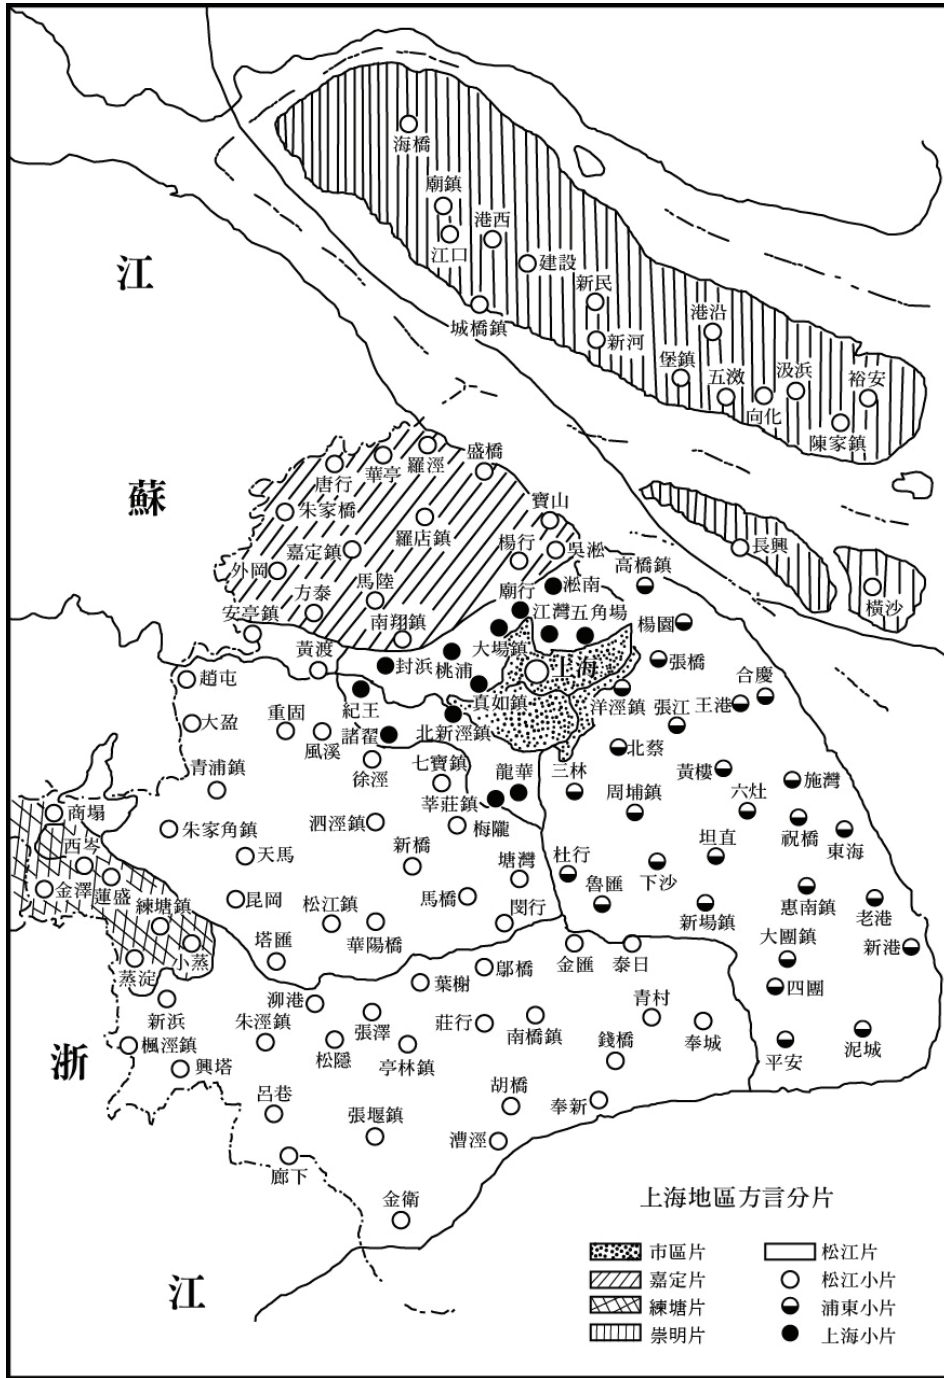 海橋
廟鎮
港西
江口
建設
江
新民
港沿
城橋鎮
新河
堡鎮
五滧
汲浜
裕安
向化
陳家鎮
蘇
唐行
華亭
羅涇
盛橋
寶山
朱家橋
羅店鎮
楊行
吳淞
長興
嘉定鎮
外岡
馬陸
廟行
淞南
高橋鎮
橫沙
方泰
安亭鎮
南翔鎮
江灣
五角場
楊園
黃渡
大場鎮
封浜
桃浦
上海
張橋
合慶
趙屯
紀王
真如鎮
洋涇鎮
張江
王港
大盈
重固
風溪
諸翟
北新涇鎮
北蔡
徐涇
七寶鎮
龍華
三林
黃樓
施灣
青浦鎮
莘莊鎮
周埔鎮
六灶
商塌
朱家角鎮
泗涇鎮
梅隴
祝橋
東海
西岑
天馬
新橋
塘灣
杜行
坦直
金澤
蓮盛
下沙
練塘鎮
昆岡
松江鎮
馬橋
閔行
魯匯
新場鎮
惠南鎮
老港
小蒸
塔匯
華陽橋
大團鎮
新港
蒸淀
金匯
泰日
鄔橋
葉榭
四團
新浜
泖港
張澤
莊行
南橋鎮
青村
奉城
朱涇鎮
松隱
亭林鎮
錢橋
平安
泥城
楓涇鎮
興塔
浙
呂巷
張堰鎮
胡橋
奉新
漕涇
廊下
金衛
江
上海地區方言分片
市區片
松江片
嘉定片
松江小片
練塘片
浦東小片
崇明片
上海小片